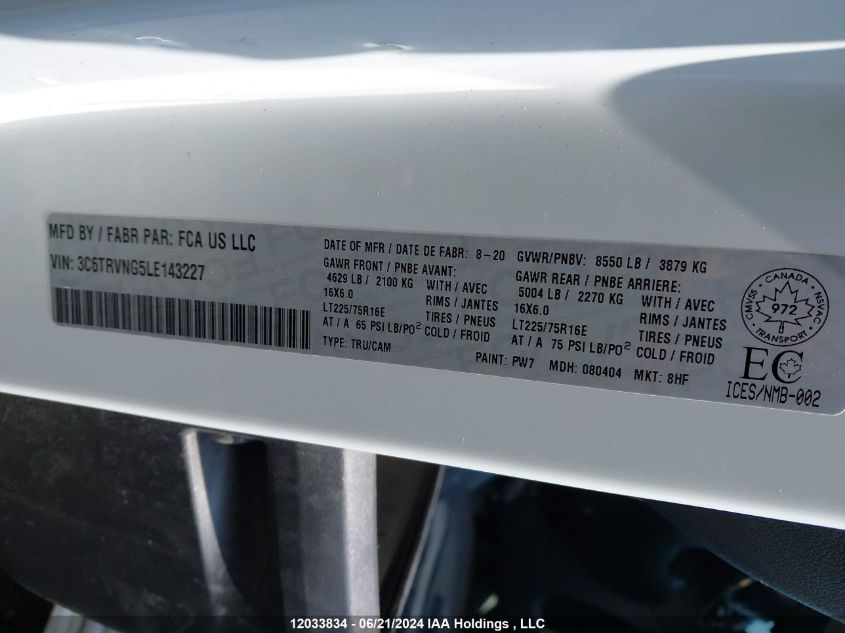 MFD BY / FABR PAR: FCA US LLC
VIN: 3C6TRVNG5LE143227
DATE OF MFR / DATE DE FABR: 8-20 GVWR/PNBV: 8550 LB / 3879 KG
GAWR FRONT / PNBE AVANT:
4629 LB / 2100 KG WITH / AVEC
16X6.0 RIMS / JANTES
LT225/75R16E TIRES / PNEUS
AT / A 65 PSI LB/PO² COLD / FROID
TYPE: TRU/CAM
GAWR REAR / PNBE ARRIERE:
5004 LB / 2270 KG WITH / AVEC
16X6.0 RIMS / JANTES
LT225/75R16E TIRES / PNEUS
AT / A 75 PSI LB/PO² COLD / FROID
PAINT: PW7 MDH: 080404 MKT: 8HF
CANADA
CMVSS 972 NSVAC
TRANSPORT
EC
ICES/NMB-002
12033834 - 06/21/2024 IAA Holdings , LLC